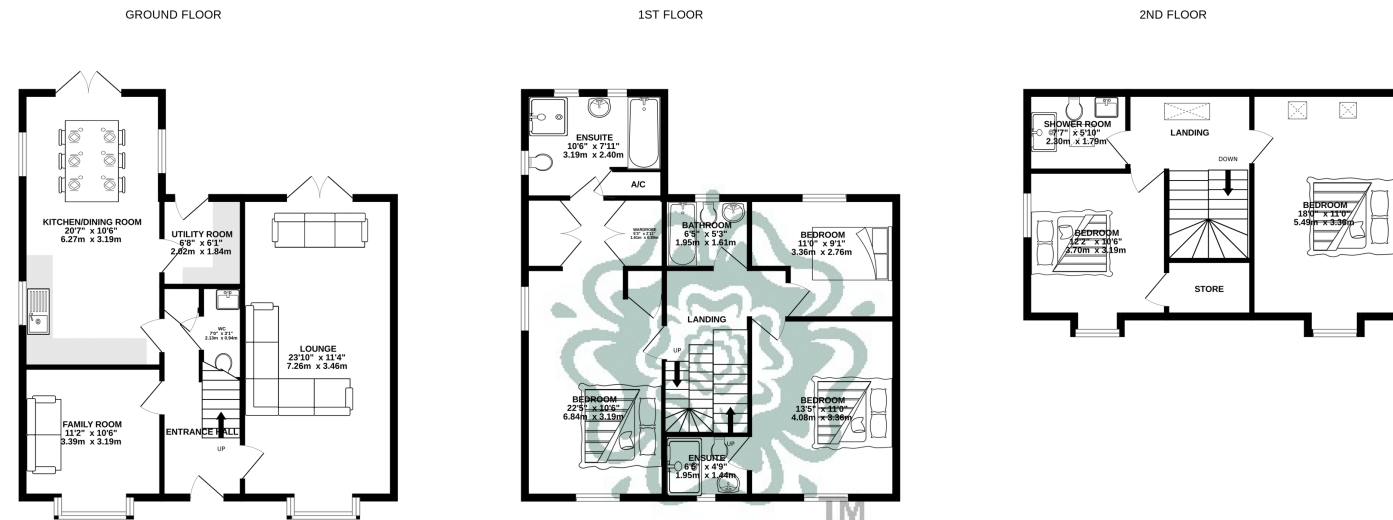 GROUND FLOOR
1ST FLOOR
2ND FLOOR
KITCHEN/DINING ROOM
20'7" x 10'6"
6.27m x 3.19m
UTILITY ROOM
6'8" x 6'1"
2.02m x 1.84m
WC
7'0" x 3'1"
2.13m x 0.94m
LOUNGE
23'10" x 11'4"
7.26m x 3.46m
FAMILY ROOM
11'2" x 10'6"
3.39m x 3.19m
ENTRANCE HALL
UP
ENSUITE
10'6" x 7'11"
3.19m x 2.40m
A/C
WARDROBE
BATHROOM
6'5" x 5'3"
1.95m x 1.61m
BEDROOM
11'0" x 9'1"
3.36m x 2.76m
LANDING
UP
BEDROOM
22'5" x 10'6"
6.84m x 3.19m
BEDROOM
13'5" x 11'0"
4.08m x 3.36m
UP
ENSUITE
6'5" x 4'9"
1.95m x 1.44m
TM
SHOWER ROOM
7'7" x 5'10"
2.30m x 1.79m
LANDING
DOWN
BEDROOM
18'0" x 11'0"
5.49m x 3.36m
BEDROOM
12'2" x 10'6"
3.70m x 3.19m
STORE